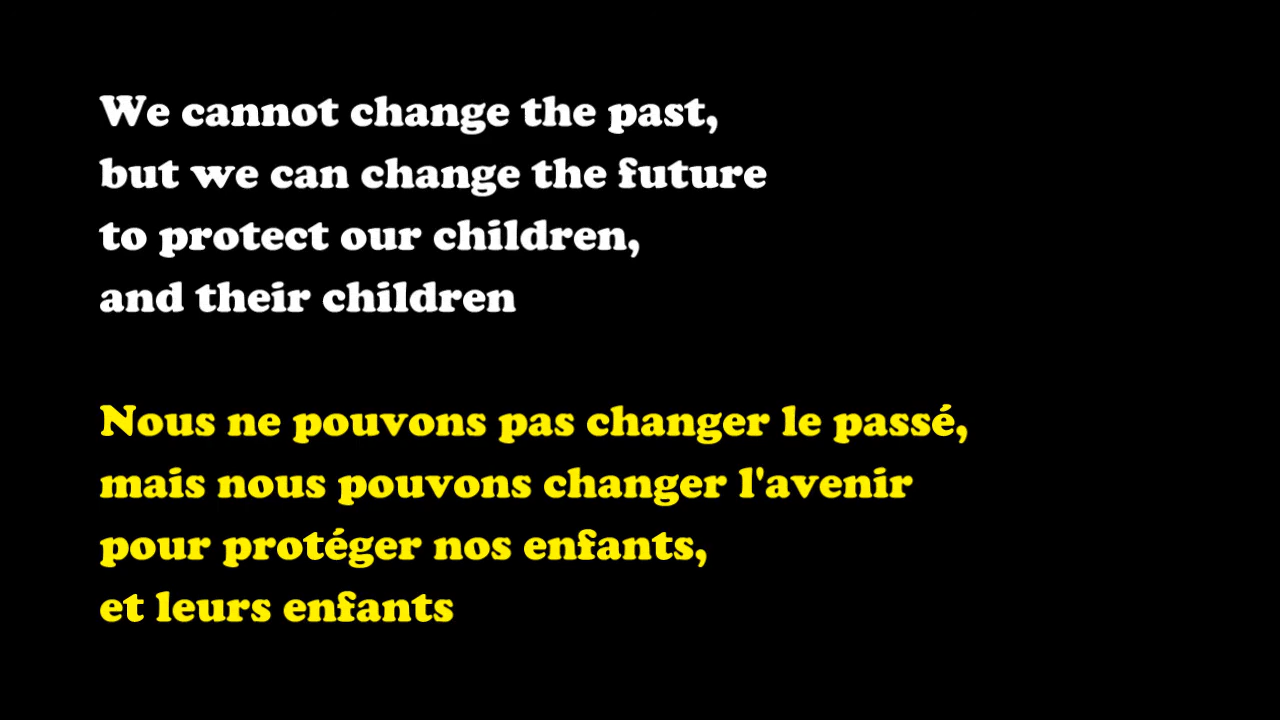 We cannot change the past,
but we can change the future
to protect our children,
and their children
Nous ne pouvons pas changer le passé,
mais nous pouvons changer l'avenir
pour protéger nos enfants,
et leurs enfants